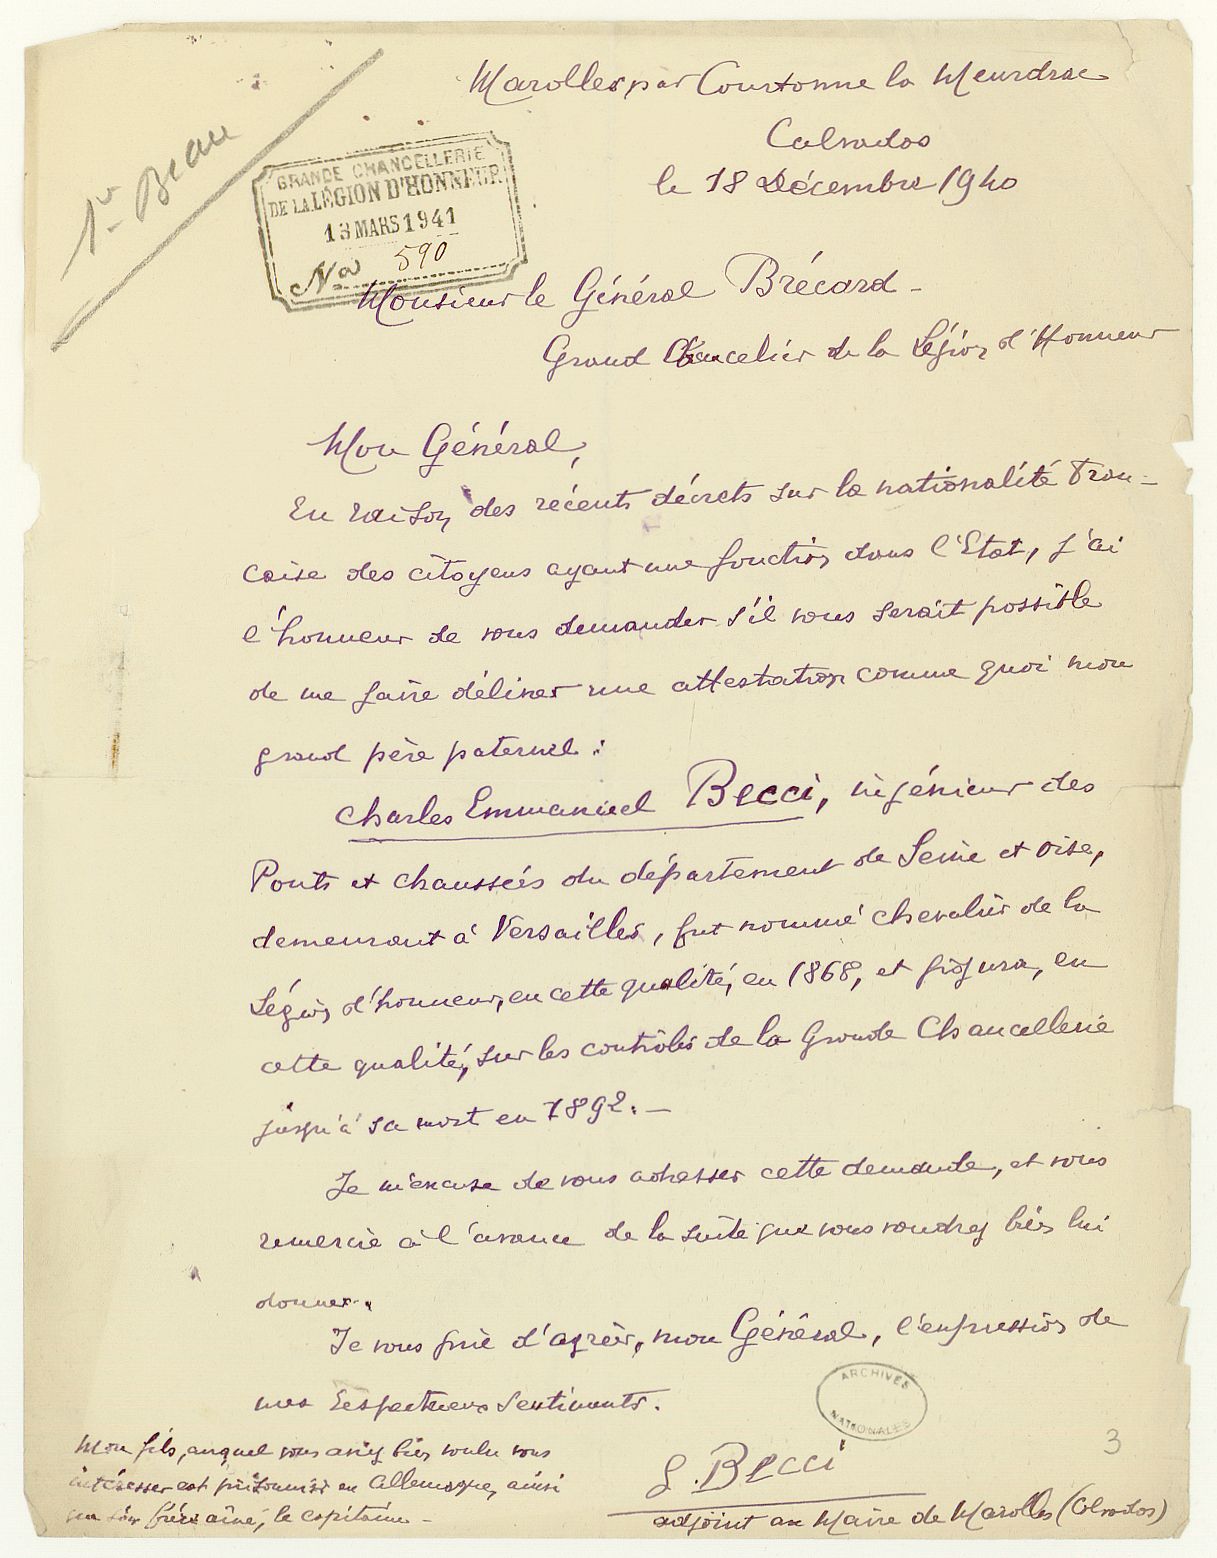 Marolles par Courtonne la Meurdrac
Calvados
le 18 Décembre 1940
1er Beau
GRANDE CHANCELLERIE
DE LA LÉGION D'HONNEUR
13 MARS 1941
No 590
Monsieur le Général Brécard -
Grand Chancelier de la Légion d'Honneur
Mon Général,
En raison des récents décrets sur la nationalité Fran-
caise des citoyens ayant une fonction dans l'Etat, j'ai
l'honneur de vous demander s'il vous serait possible
de me faire délivrer une attestation comme quoi mon
grand père paternel :
Charles Emmanuel Becci, ingénieur des
Ponts et chaussées du département de Seine et Oise,
demeurant à Versailles, fut nommé chevalier de la
Légion d'honneur, en cette qualité, en 1868, et figura, en
cette qualité, sur les contrôles de la Grande Chancellerie
jusqu'à sa mort en 1892. —
Je m'excuse de vous adresser cette demande, et vous
remercie à l'avance de la suite que vous voudrez bien lui
donner.
Je vous prie d'agréer, mon Général, l'expression de
mes respectueux sentiments.
ARCHIVES
NATIONALES
Mon fils, auquel vous aviez bien voulu vous
intéresser est prisonnier en Allemagne, ainsi
que son frère aîné, le capitaine -
3
Becci
adjoint au Maire de Marolles (Calvados)